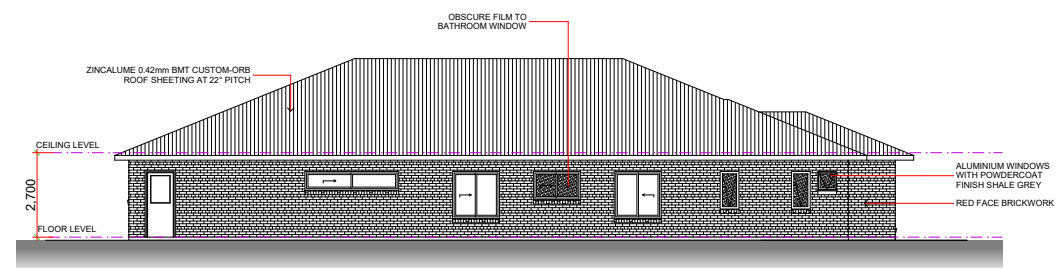 OBSCURE FILM TO
BATHROOM WINDOW
ZINCALUME 0.42mm BMT CUSTOM-ORB
ROOF SHEETING AT 22° PITCH
CEILING LEVEL
2,700
FLOOR LEVEL
ALUMINIUM WINDOWS
WITH POWDERCOAT
FINISH SHALE GREY
RED FACE BRICKWORK